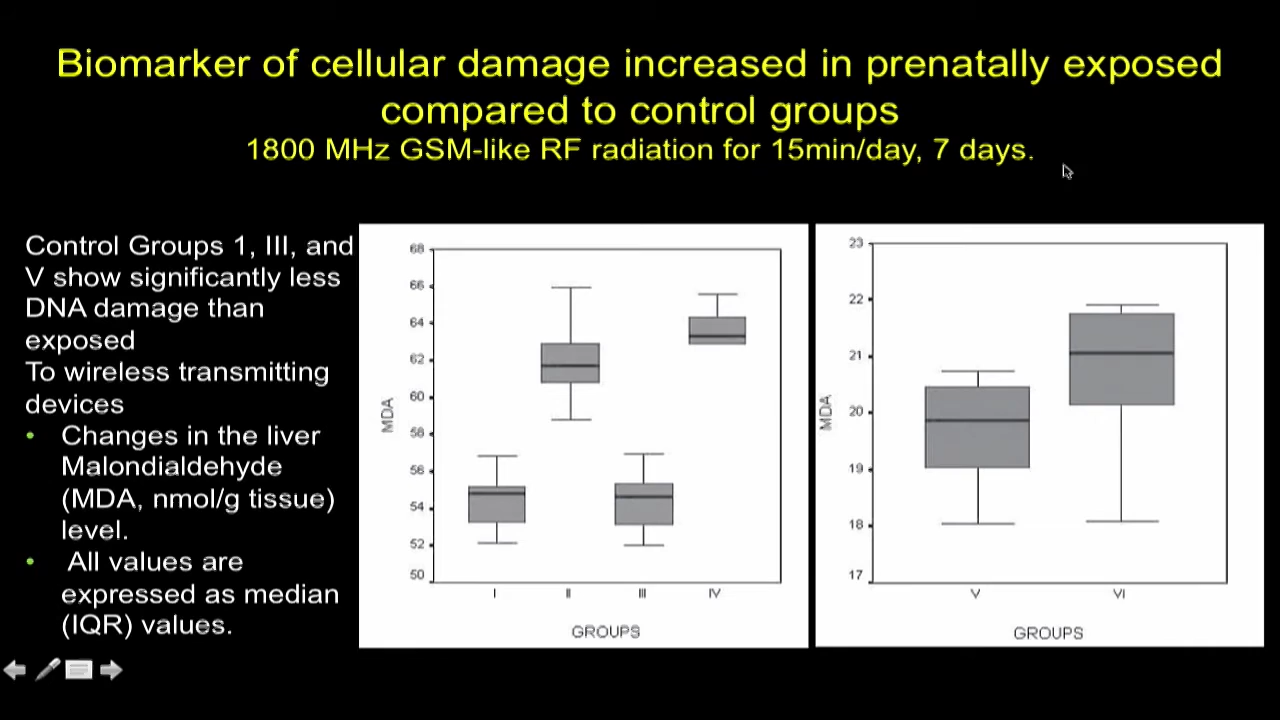 Biomarker of cellular damage increased in prenatally exposed
compared to control groups
1800 MHz GSM-like RF radiation for 15min/day, 7 days.
Control Groups 1, III, and
V show significantly less
DNA damage than
exposed
To wireless transmitting
devices
• Changes in the liver
Malondialdehyde
(MDA, nmol/g tissue)
level.
• All values are
expressed as median
(IQR) values.
68
66
64
62
60
58
56
54
52
50
MDA
I II III IV
GROUPS
23
22
21
20
19
18
17
MDA
V VI
GROUPS